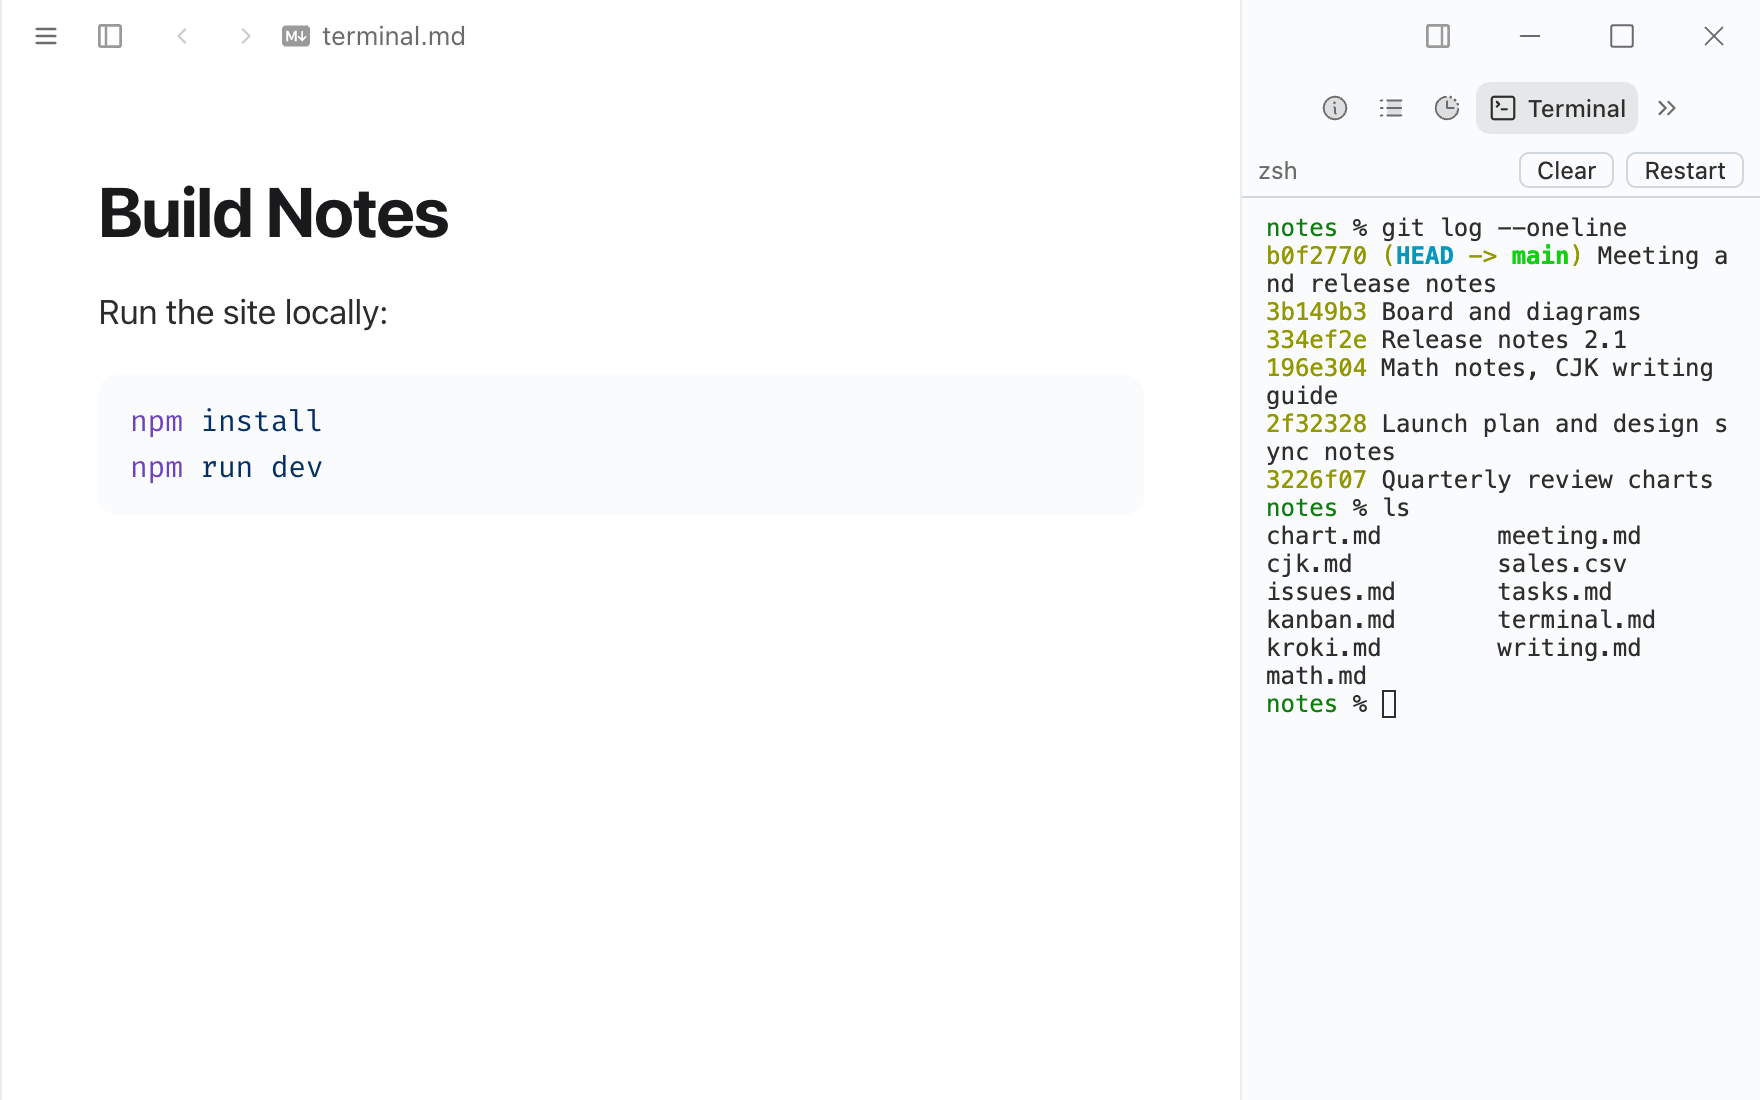 terminal.md
Build Notes
Run the site locally:
npm install
npm run dev
Terminal
zsh
Clear
Restart
notes % git log --oneline
b0f2770 (HEAD -> main) Meeting a
nd release notes
3b149b3 Board and diagrams
334ef2e Release notes 2.1
196e304 Math notes, CJK writing
guide
2f32328 Launch plan and design s
ync notes
3226f07 Quarterly review charts
notes % ls
chart.md meeting.md
cjk.md sales.csv
issues.md tasks.md
kanban.md terminal.md
kroki.md writing.md
math.md
notes %